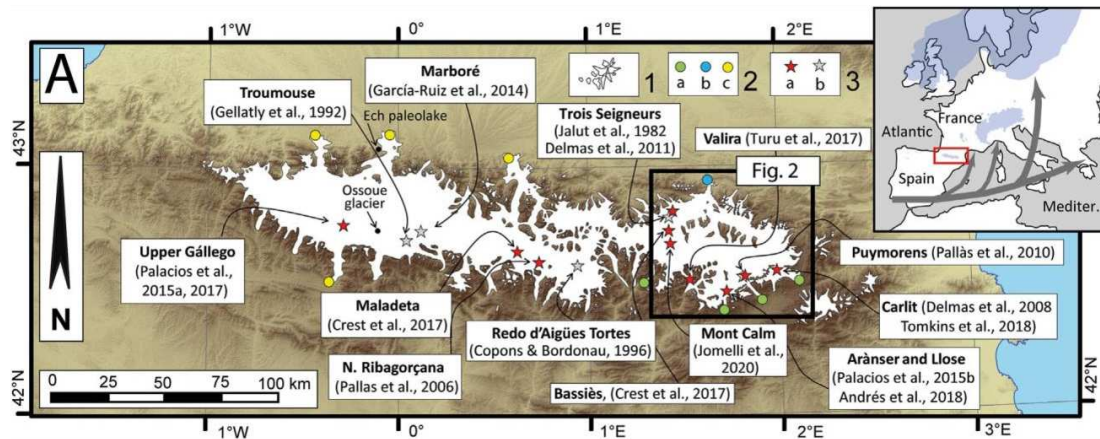 A
1°W
0°
1°E
2°E
Troumouse
(Gellatly et al., 1992)
Marboré
(García-Ruiz et al., 2014)
Ech paleolake
1
a b c
2
a b
3
Trois Seigneurs
(Jalut et al., 1982
Delmas et al., 2011)
Valira (Turu et al., 2017)
Fig. 2
43°N
Ossoue
glacier
Upper Gállego
(Palacios et al.,
2015a, 2017)
Maladeta
(Crest et al., 2017)
N. Ribagorçana
(Pallas et al., 2006)
Redo d'Aigües Tortes
(Copons & Bordonau, 1996)
Bassiès, (Crest et al., 2017)
Mont Calm
(Jomelli et al.,
2020)
Puymorens (Pallàs et al., 2010)
Carlit (Delmas et al., 2008
Tomkins et al., 2018)
Arànser and Llose
(Palacios et al., 2015b
Andrés et al., 2018)
N
0 25 50 75 100 km
42°N
42°N
1°W
0°
1°E
2°E
3°E
Atlantic
France
Spain
Mediter.